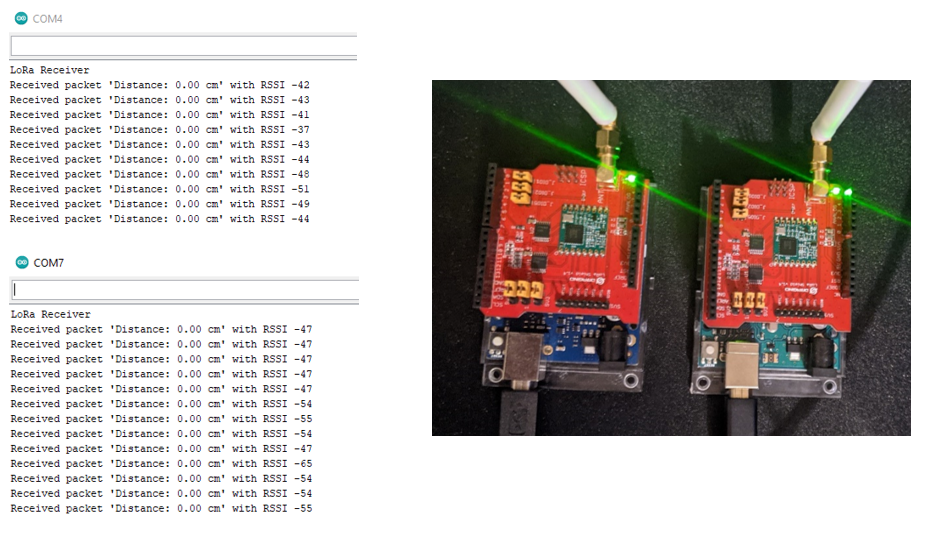 COM4
LoRa Receiver
Received packet 'Distance: 0.00 cm' with RSSI -42
Received packet 'Distance: 0.00 cm' with RSSI -43
Received packet 'Distance: 0.00 cm' with RSSI -41
Received packet 'Distance: 0.00 cm' with RSSI -37
Received packet 'Distance: 0.00 cm' with RSSI -43
Received packet 'Distance: 0.00 cm' with RSSI -44
Received packet 'Distance: 0.00 cm' with RSSI -48
Received packet 'Distance: 0.00 cm' with RSSI -51
Received packet 'Distance: 0.00 cm' with RSSI -49
Received packet 'Distance: 0.00 cm' with RSSI -44
COM7
LoRa Receiver
Received packet 'Distance: 0.00 cm' with RSSI -47
Received packet 'Distance: 0.00 cm' with RSSI -47
Received packet 'Distance: 0.00 cm' with RSSI -47
Received packet 'Distance: 0.00 cm' with RSSI -47
Received packet 'Distance: 0.00 cm' with RSSI -47
Received packet 'Distance: 0.00 cm' with RSSI -54
Received packet 'Distance: 0.00 cm' with RSSI -55
Received packet 'Distance: 0.00 cm' with RSSI -54
Received packet 'Distance: 0.00 cm' with RSSI -47
Received packet 'Distance: 0.00 cm' with RSSI -65
Received packet 'Distance: 0.00 cm' with RSSI -54
Received packet 'Distance: 0.00 cm' with RSSI -54
Received packet 'Distance: 0.00 cm' with RSSI -55